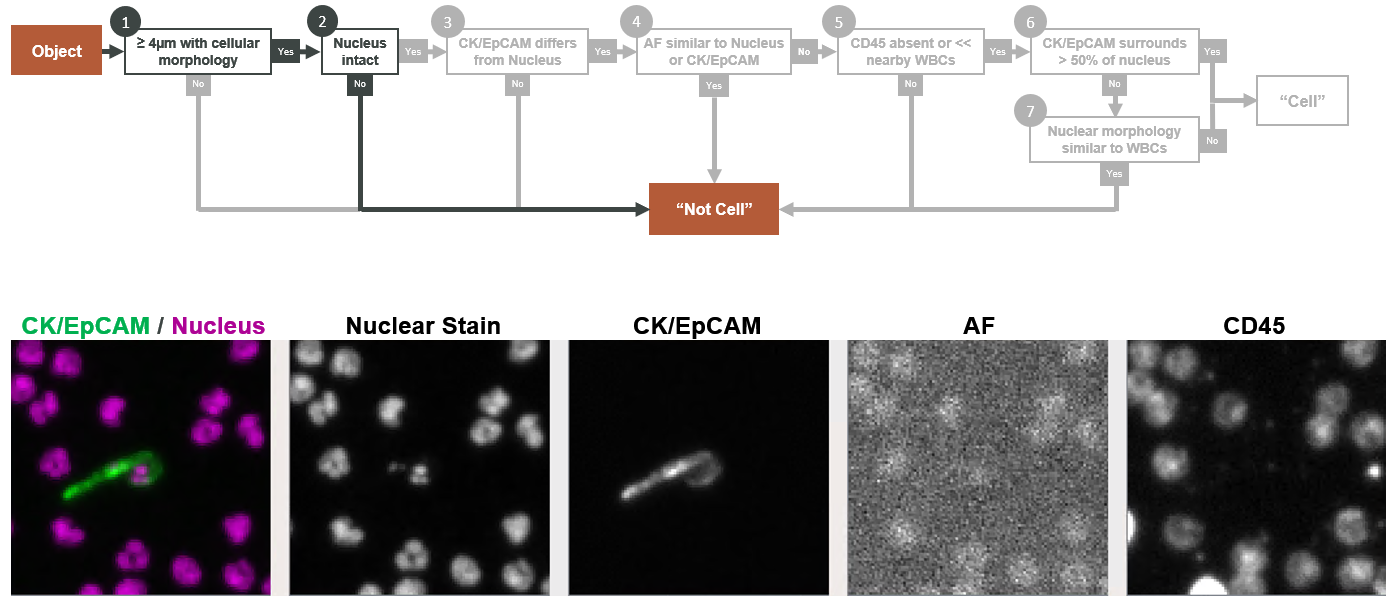 1
2
3
4
5
6
Object
≥ 4µm with cellular
morphology
Yes
Nucleus
intact
Yes
CK/EpCAM differs
from Nucleus
Yes
AF similar to Nucleus
or CK/EpCAM
No
CD45 absent or <<
nearby WBCs
Yes
CK/EpCAM surrounds
> 50% of nucleus
Yes
No
No
No
Yes
No
No
“Cell”
7
Nuclear morphology
similar to WBCs
No
Yes
“Not Cell”
CK/EpCAM / Nucleus
Nuclear Stain
CK/EpCAM
AF
CD45